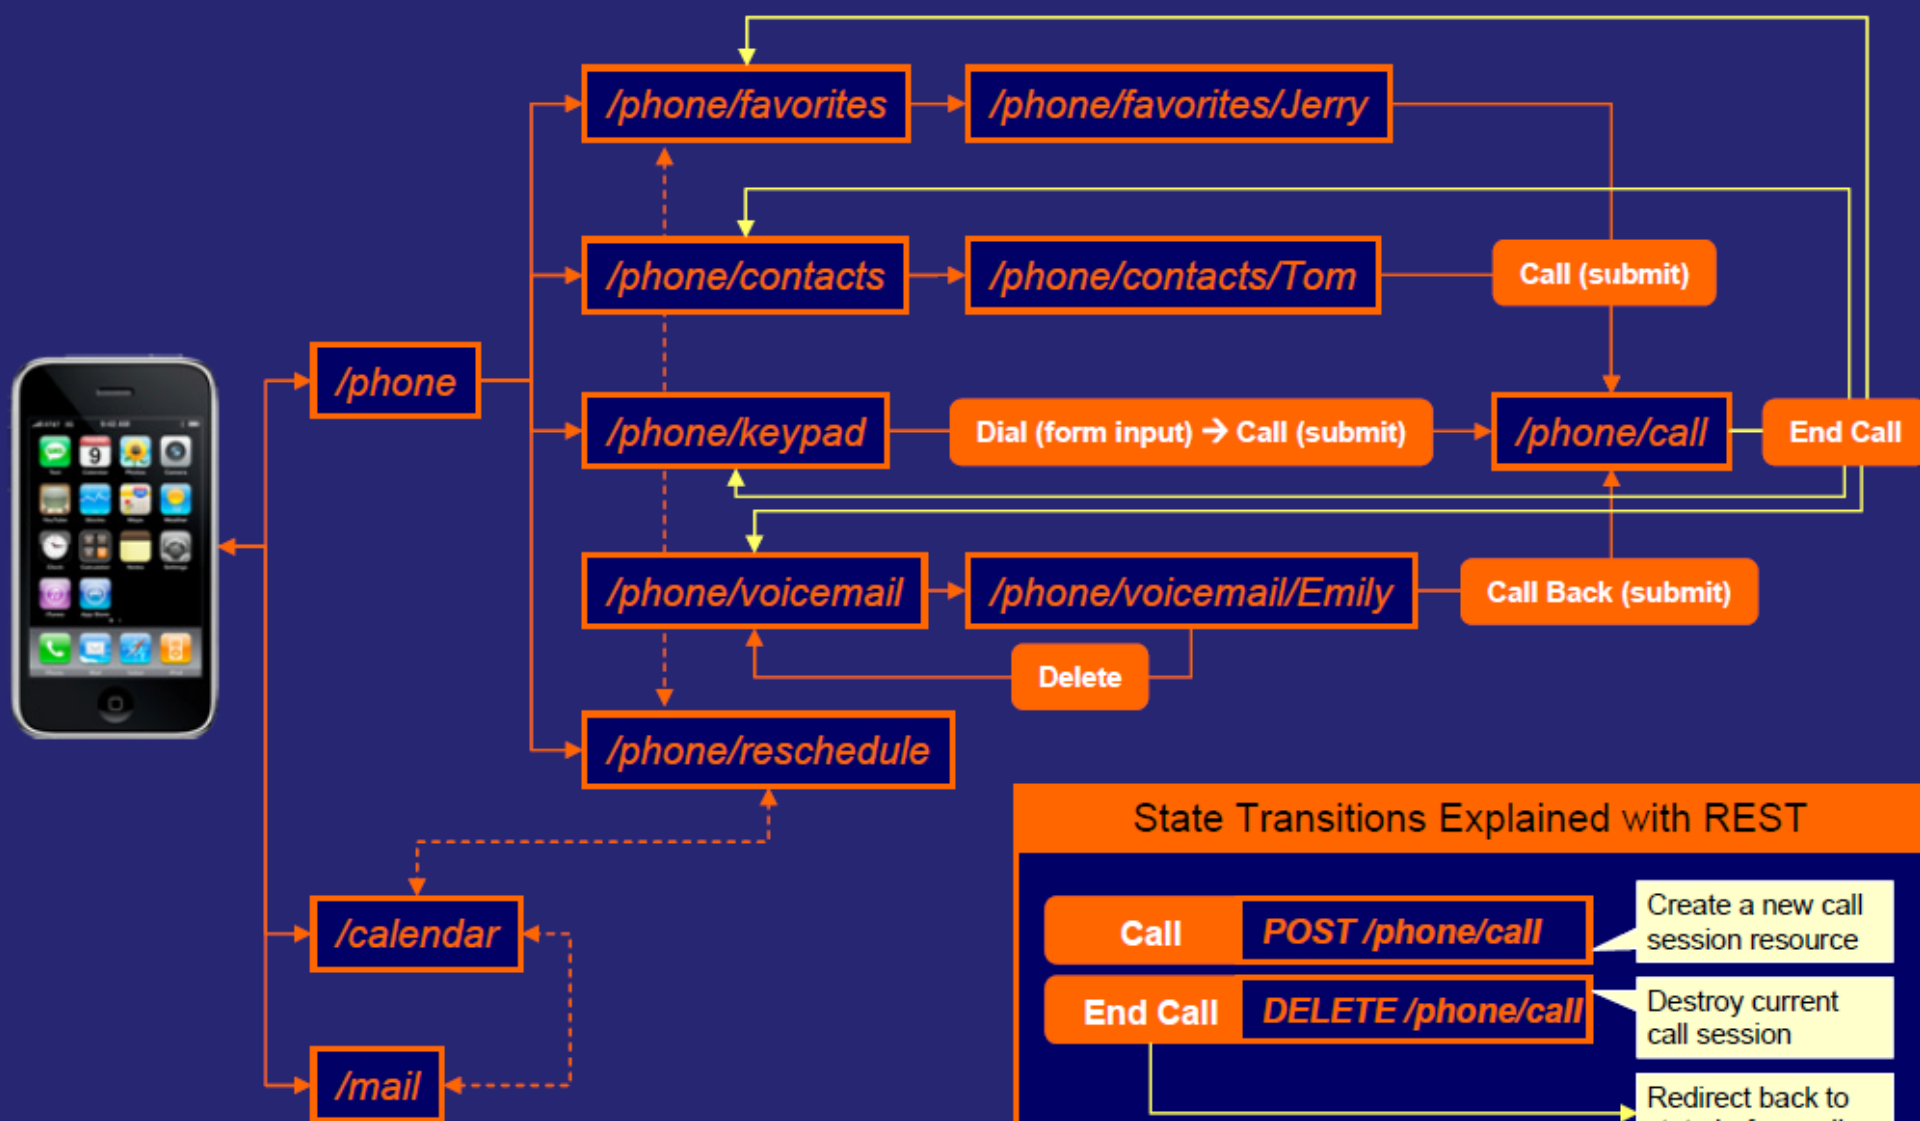 /phone/favorites
/phone/favorites/Jerry
/phone/contacts
/phone/contacts/Tom
Call (submit)
/phone
/phone/keypad
Dial (form input) → Call (submit)
/phone/call
End Call
/phone/voicemail
/phone/voicemail/Emily
Call Back (submit)
Delete
/phone/reschedule
/calendar
/mail
State Transitions Explained with REST
Call
POST /phone/call
Create a new call
session resource
End Call
DELETE /phone/call
Destroy current
call session
Redirect back to
9